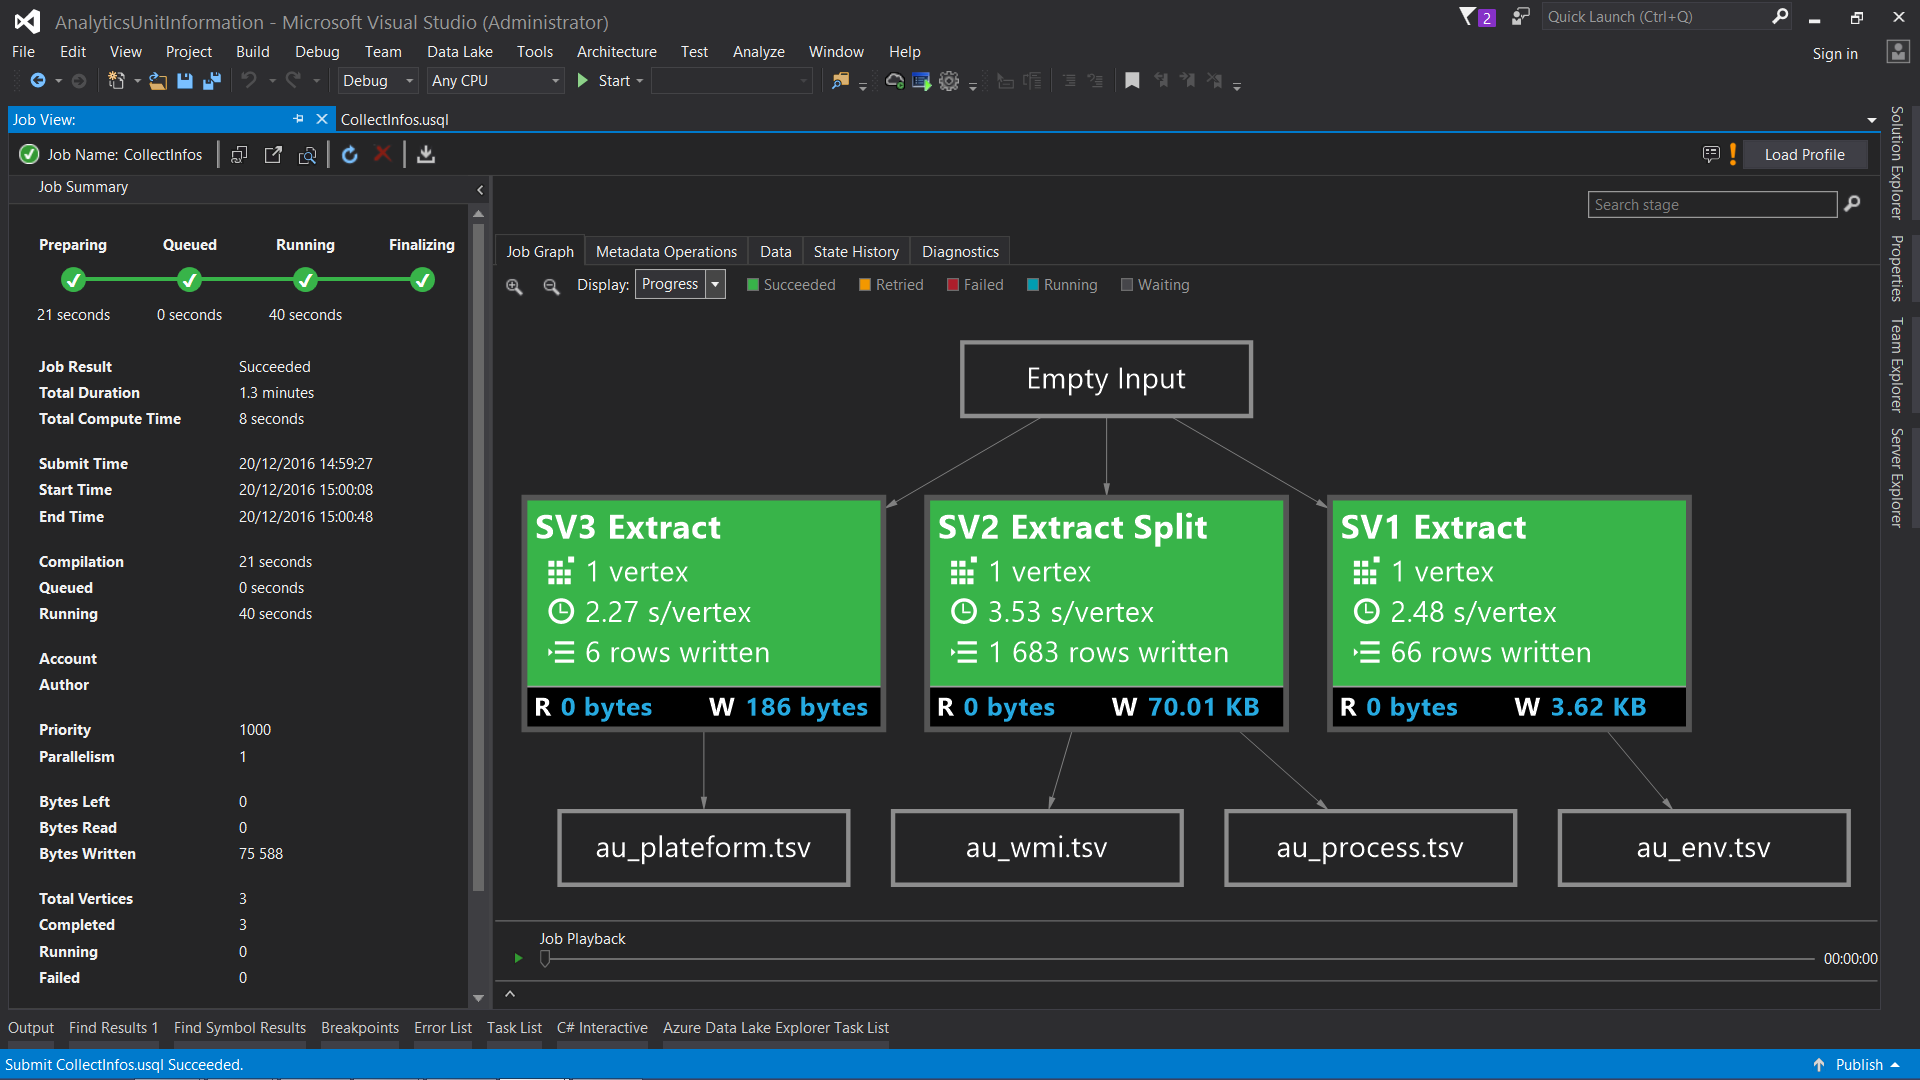 AnalyticsUnitInformation - Microsoft Visual Studio (Administrator)
2
Quick Launch (Ctrl+Q)
File Edit View Project Build Debug Team Data Lake Tools Architecture Test Analyze Window Help
Sign in
Debug Any CPU Start
Job View: CollectInfos.usql
Job Name: CollectInfos
Load Profile
Job Summary
Search stage
Preparing Queued Running Finalizing
21 seconds 0 seconds 40 seconds
Job Result Succeeded
Total Duration 1.3 minutes
Total Compute Time 8 seconds
Submit Time 20/12/2016 14:59:27
Start Time 20/12/2016 15:00:08
End Time 20/12/2016 15:00:48
Compilation 21 seconds
Queued 0 seconds
Running 40 seconds
Account
Author
Priority 1000
Parallelism 1
Bytes Left 0
Bytes Read 0
Bytes Written 75 588
Total Vertices 3
Completed 3
Running 0
Failed 0
Job Graph Metadata Operations Data State History Diagnostics
Display: Progress Succeeded Retried Failed Running Waiting
Empty Input
SV3 Extract
1 vertex
2.27 s/vertex
6 rows written
R 0 bytes W 186 bytes
SV2 Extract Split
1 vertex
3.53 s/vertex
1 683 rows written
R 0 bytes W 70.01 KB
SV1 Extract
1 vertex
2.48 s/vertex
66 rows written
R 0 bytes W 3.62 KB
au_plateform.tsv
au_wmi.tsv
au_process.tsv
au_env.tsv
Job Playback
00:00:00
Solution Explorer
Properties
Team Explorer
Server Explorer
Output Find Results 1 Find Symbol Results Breakpoints Error List Task List C# Interactive Azure Data Lake Explorer Task List
Submit CollectInfos.usql Succeeded.
Publish